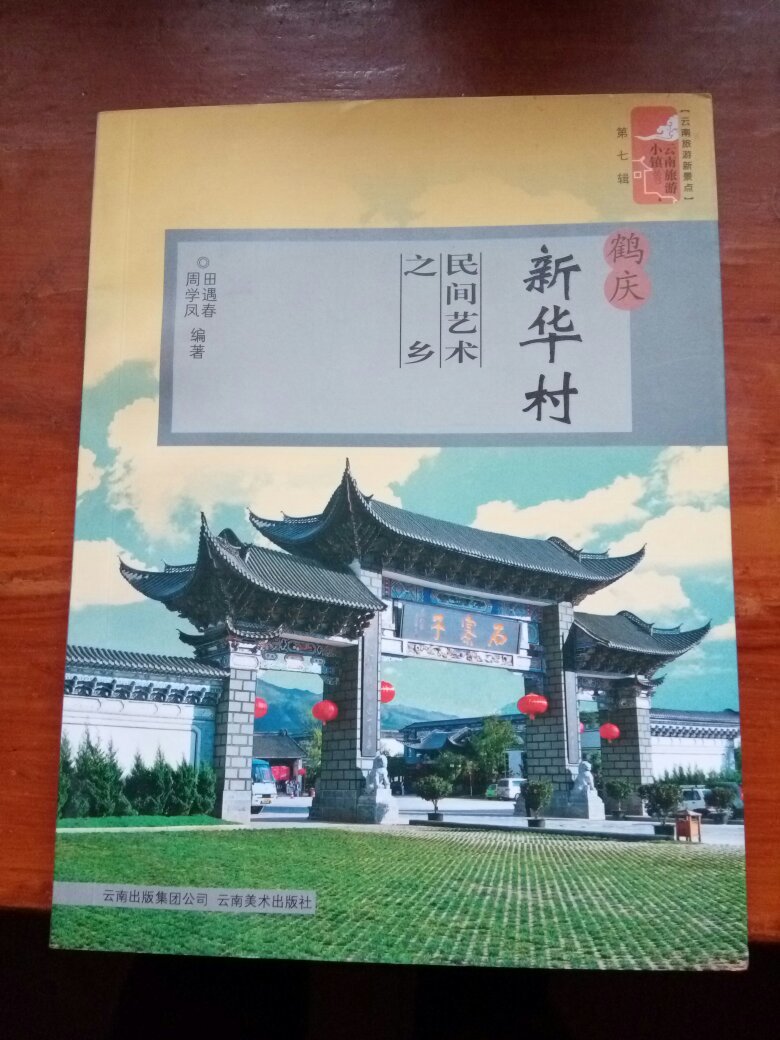 【云南旅游新景点】
云南旅游
小镇
第七辑
鹤庆
新华村
民间艺术
之乡
◎田遇春
周学凤 编著
石寨子
云南出版集团公司 云南美术出版社